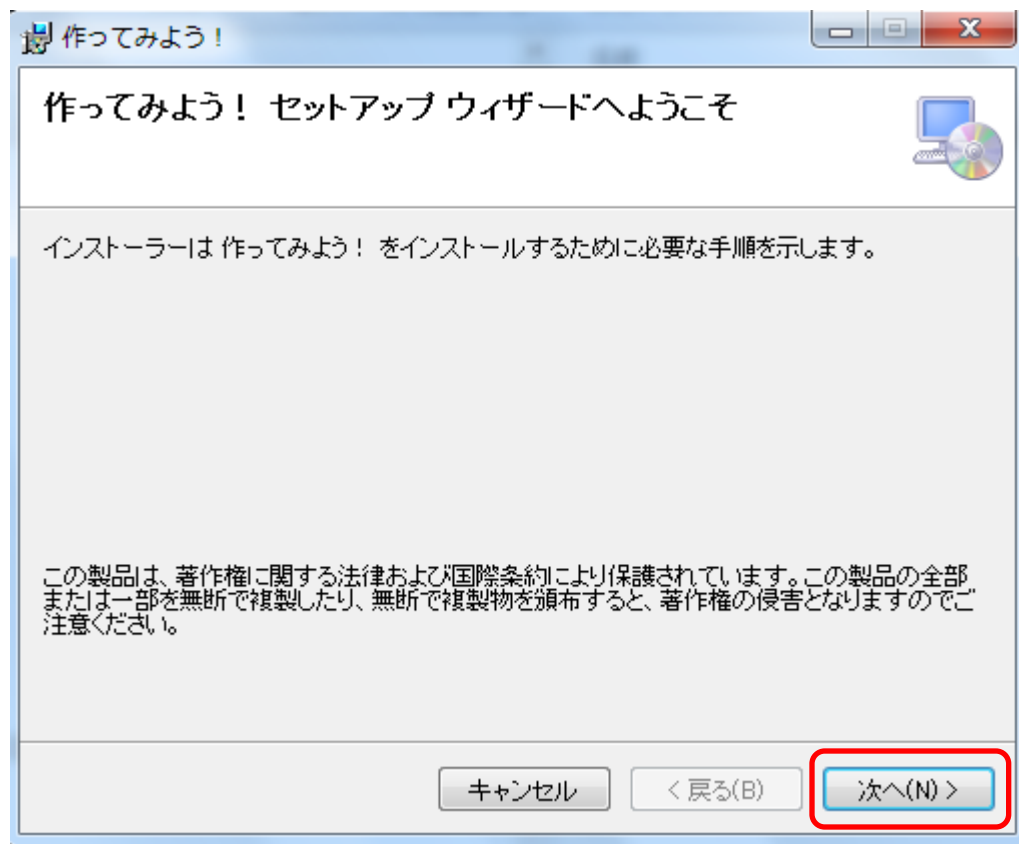 作ってみよう!
作ってみよう! セットアップ ウィザードへようこそ
インストーラーは 作ってみよう! をインストールするために必要な手順を示します。
この製品は、著作権に関する法律および国際条約により保護されています。この製品の全部
または一部を無断で複製したり、無断で複製物を頒布すると、著作権の侵害となりますのでご
注意ください。
キャンセル < 戻る(B) 次へ(N) >